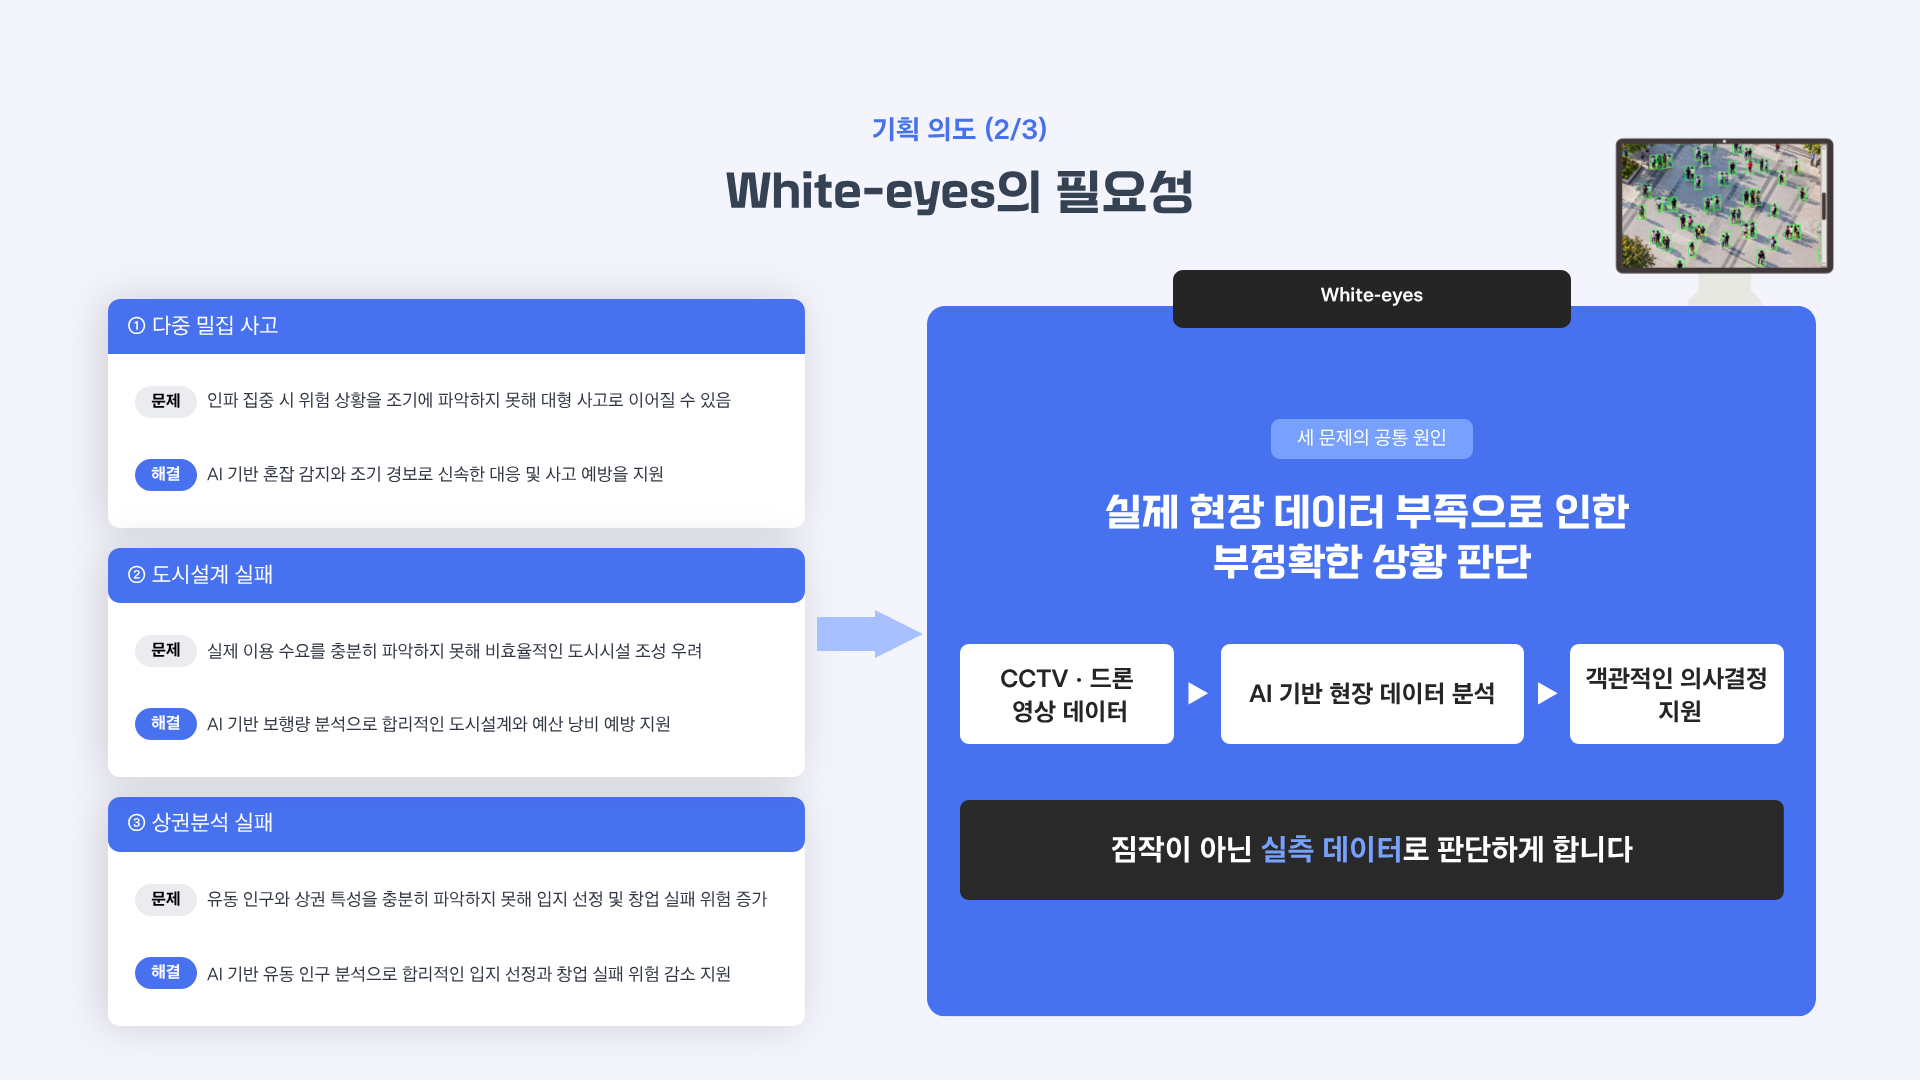 기획 의도 (2/3)
White-eyes의 필요성
① 다중 밀집 사고
문제 인파 집중 시 위험 상황을 조기에 파악하지 못해 대형 사고로 이어질 수 있음
해결 AI 기반 혼잡 감지와 조기 경보로 신속한 대응 및 사고 예방을 지원
② 도시설계 실패
문제 실제 이용 수요를 충분히 파악하지 못해 비효율적인 도시시설 조성 우려
해결 AI 기반 보행량 분석으로 합리적인 도시설계와 예산 낭비 예방 지원
③ 상권분석 실패
문제 유동 인구와 상권 특성을 충분히 파악하지 못해 입지 선정 및 창업 실패 위험 증가
해결 AI 기반 유동 인구 분석으로 합리적인 입지 선정과 창업 실패 위험 감소 지원
White-eyes
세 문제의 공통 원인
실제 현장 데이터 부족으로 인한
부정확한 상황 판단
CCTV · 드론
영상 데이터
AI 기반 현장 데이터 분석
객관적인 의사결정
지원
짐작이 아닌 실측 데이터로 판단하게 합니다